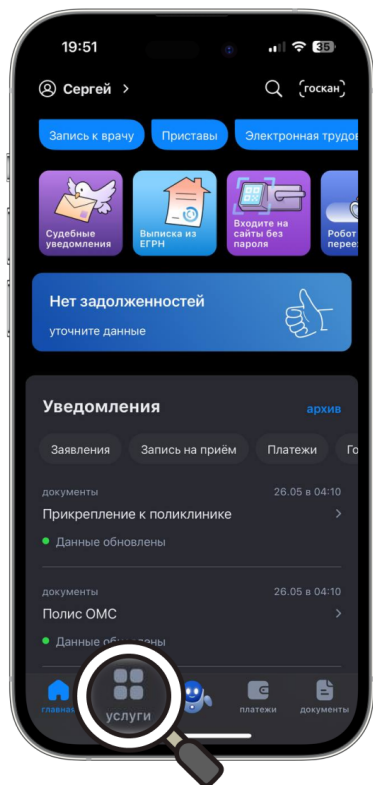 19:51
35
Сергей
госкан
Запись к врачу
Приставы
Электронная трудо
Судебные
уведомления
Выписка из
ЕГРН
Входите на
сайты без
пароля
Робот
перее
Нет задолженностей
уточните данные
Уведомления
архив
Заявления
Запись на приём
Платежи
Го
документы
26.05 в 04:10
Прикрепление к поликлинике
Данные обновлены
документы
26.05 в 04:10
Полис ОМС
Данные обновлены
главная
услуги
платежи
документы